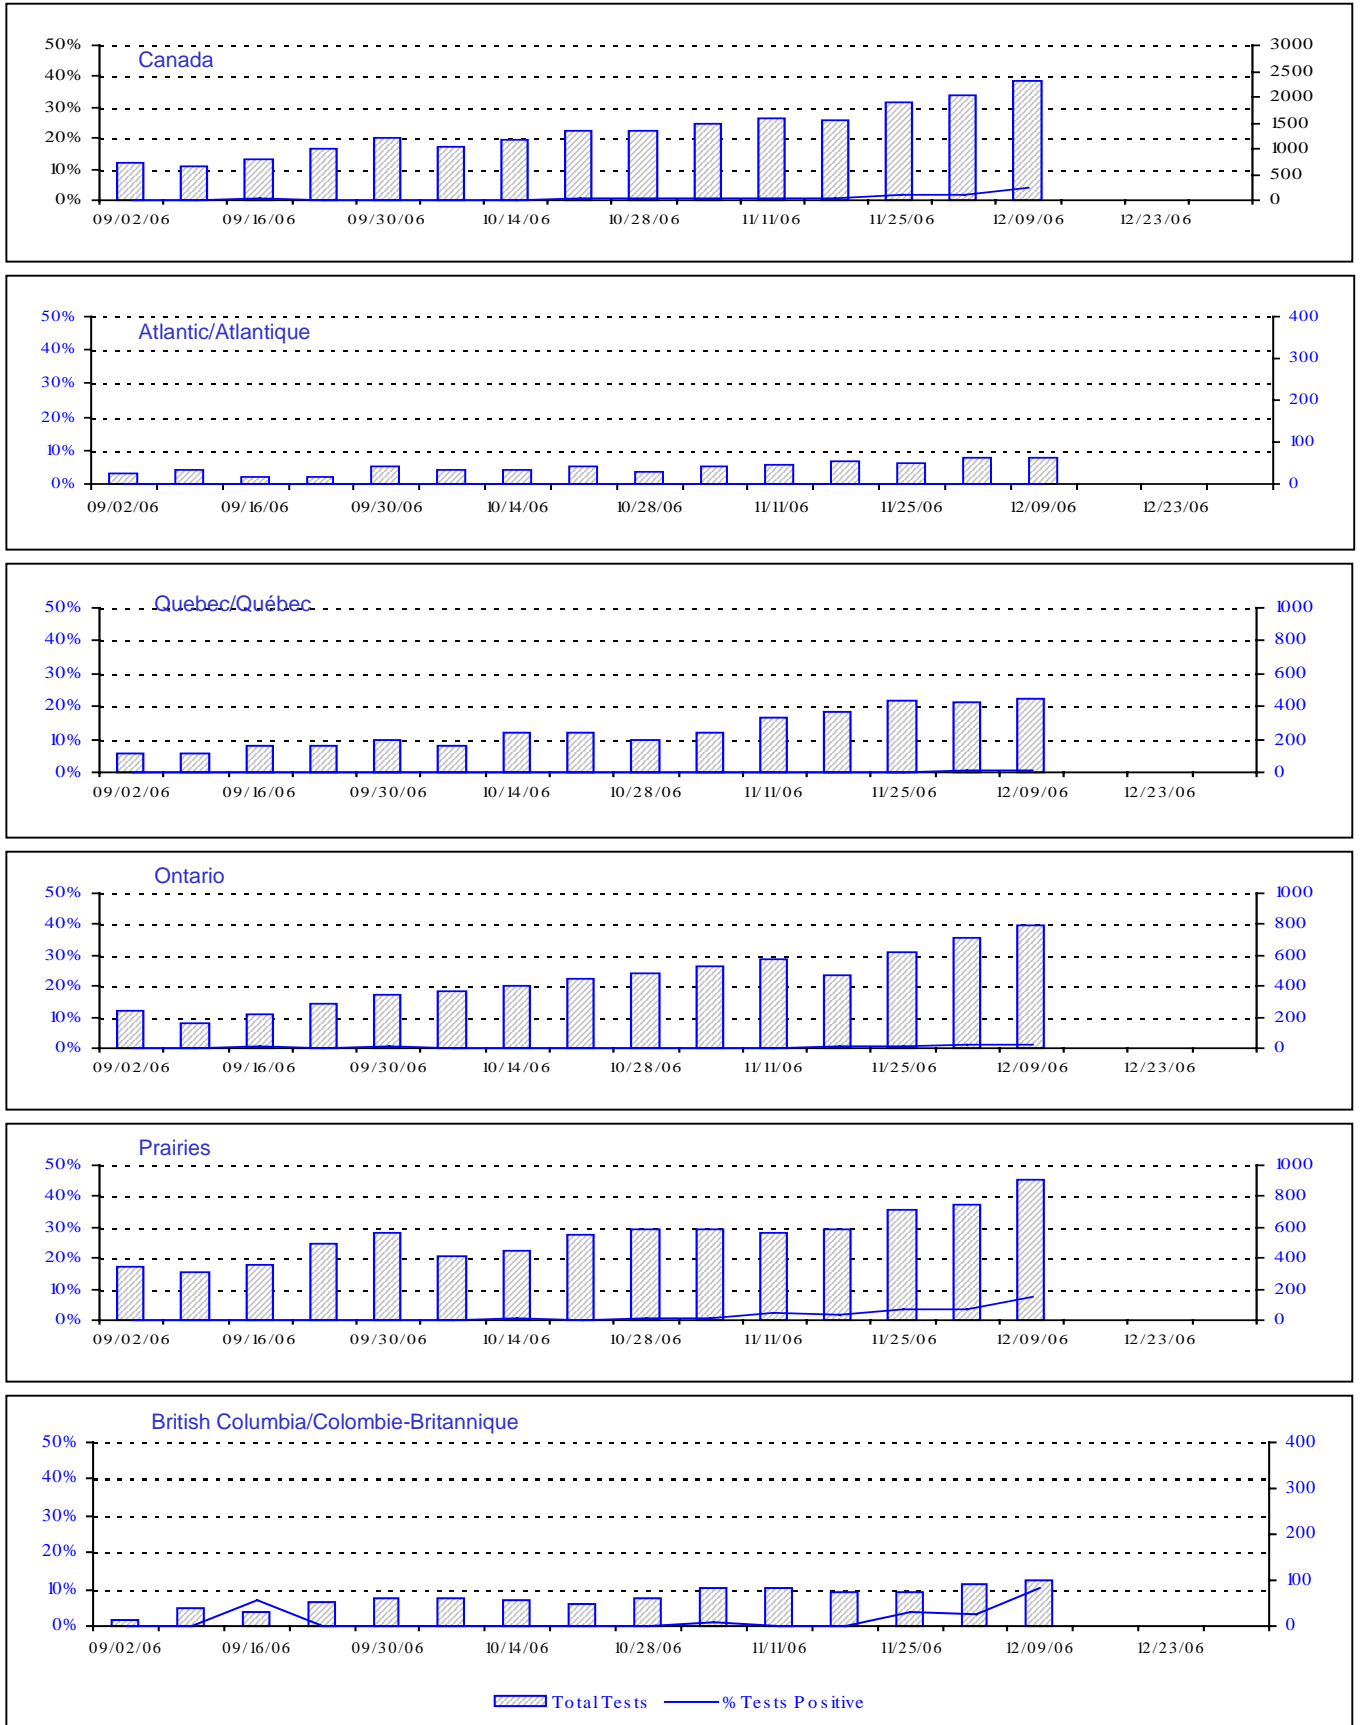 Canada
50% 3000
40% 2500
30% 2000
1500
20% 1000
10% 500
0% 0
09/02/06 09/16/06 09/30/06 10/14/06 10/28/06 11/11/06 11/25/06 12/09/06 12/23/06
Atlantic/Atlantique
50% 400
40% 300
30% 200
20%
10% 100
0% 0
09/02/06 09/16/06 09/30/06 10/14/06 10/28/06 11/11/06 11/25/06 12/09/06 12/23/06
Quebec/Québec
50% 1000
40% 800
30% 600
20% 400
10% 200
0% 0
09/02/06 09/16/06 09/30/06 10/14/06 10/28/06 11/11/06 11/25/06 12/09/06 12/23/06
Ontario
50% 1000
40% 800
30% 600
20% 400
10% 200
0% 0
09/02/06 09/16/06 09/30/06 10/14/06 10/28/06 11/11/06 11/25/06 12/09/06 12/23/06
Prairies
50% 1000
40% 800
30% 600
20% 400
10% 200
0% 0
09/02/06 09/16/06 09/30/06 10/14/06 10/28/06 11/11/06 11/25/06 12/09/06 12/23/06
British Columbia/Colombie-Britannique
50% 400
40% 300
30% 200
20%
10% 100
0% 0
09/02/06 09/16/06 09/30/06 10/14/06 10/28/06 11/11/06 11/25/06 12/09/06 12/23/06
Total Tests % Tests Positive